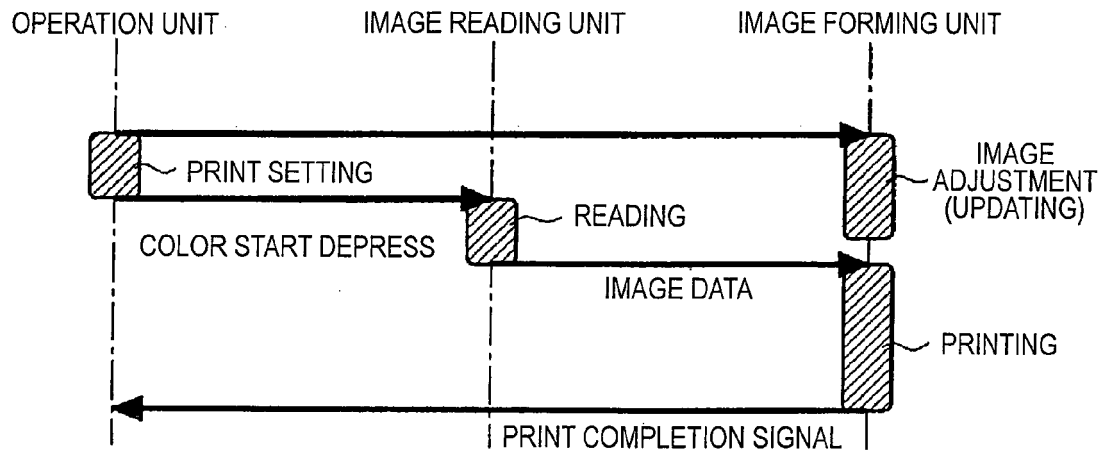 OPERATION UNIT
IMAGE READING UNIT
IMAGE FORMING UNIT
PRINT SETTING
IMAGE
ADJUSTMENT
(UPDATING)
READING
COLOR START DEPRESS
IMAGE DATA
PRINTING
PRINT COMPLETION SIGNAL